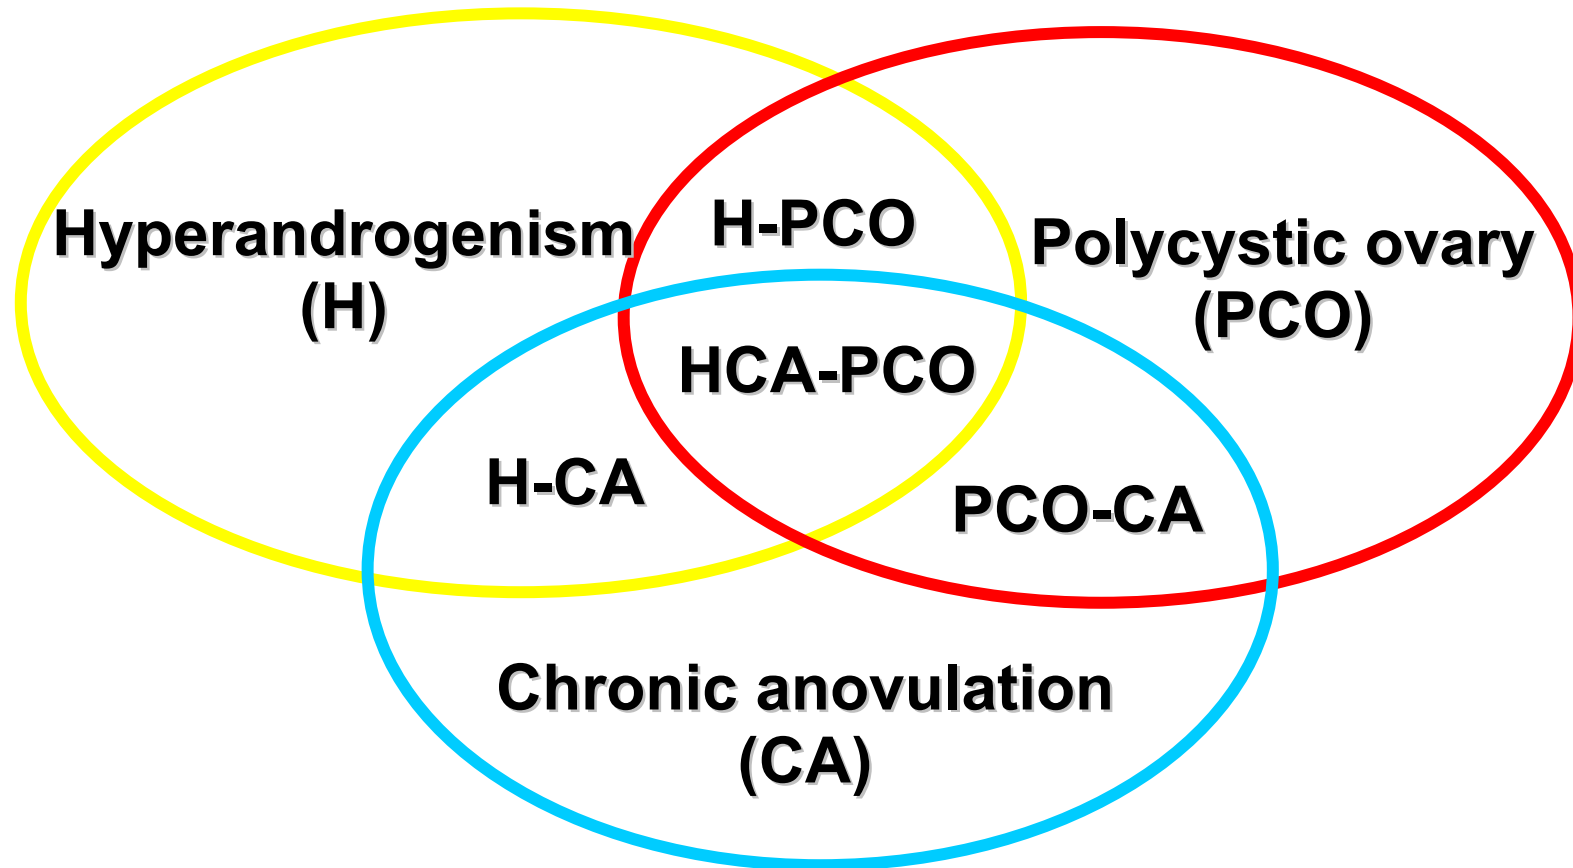 Hyperandrogenism
(H)
H-PCO
Polycystic ovary
(PCO)
HCA-PCO
H-CA
PCO-CA
Chronic anovulation
(CA)